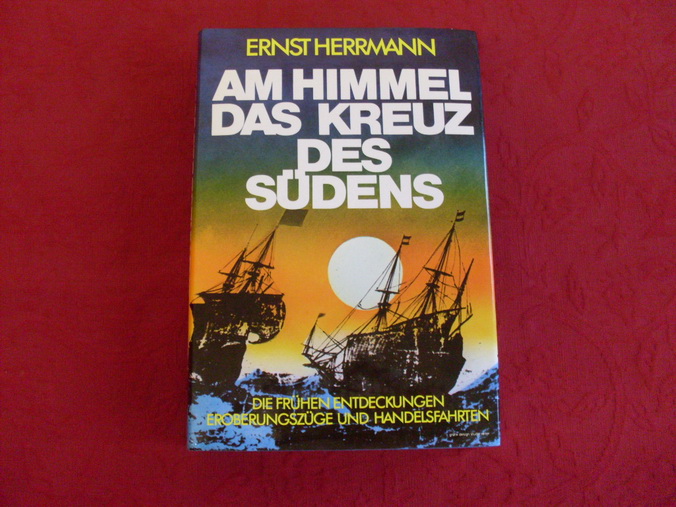 ERNST HERRMANN
AM HIMMEL
DAS KREUZ
DES
SÜDENS
DIE FRÜHEN ENTDECKUNGEN
EROBERUNGSZÜGE UND HANDELSFAHRTEN